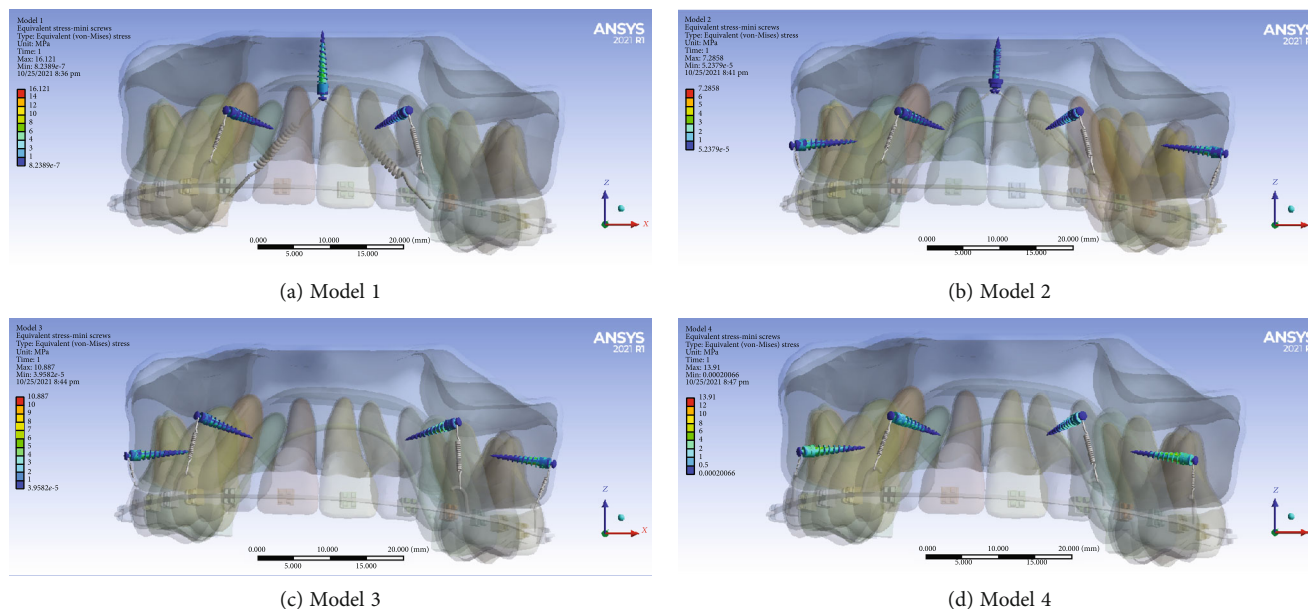 Model 1
Equivalent stress-mini screws
Type: Equivalent (von-Mises) stress
Unit: MPa
Time: 1
Max: 16.121
Min: 8.2389e-7
10/25/2021 8:36 pm
16.121
14
12
10
8
6
4
3
1
8.2389e-7
ANSYS
2021 R1
Z
X
0.000 10.000 20.000 (mm)
5.000 15.000
(a) Model 1
Model 2
Equivalent stress-mini screws
Type: Equivalent (von-Mises) stress
Unit: MPa
Time: 1
Max: 7.2858
Min: 5.2379e-5
10/25/2021 8:41 pm
7.2858
6
5
4
3
2
1
5.2379e-5
ANSYS
2021 R
Z
0.000 10.000 20.000 (mm)
5.000 15.000
(b) Model 2
Model 3
Equivalent stress-mini screws
Type: Equivalent (von-Mises) stress
Unit: MPa
Time: 1
Max: 10.887
Min: 3.9582e-5
10/25/2021 8:44 pm
10.887
10
9
8
7
6
5
4
3
2
1
3.9582e-5
ANSYS
2021 R1
Z
X
0.000 10.000 20.000 (mm)
5.000 15.000
(c) Model 3
Model 4
Equivalent stress-mini screws
Type: Equivalent (von-Mises) stress
Unit: MPa
Time: 1
Max: 13.91
Min: 0.00020066
10/25/2021 8:47 pm
13.91
12
10
8
6
4
2
1
0.5
0.00020066
ANSYS
2021 R
Z
0.000 10.000 20.000 (mm)
5.000 15.000
(d) Model 4